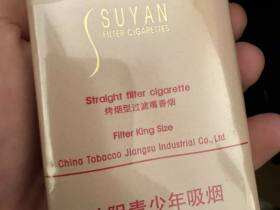 SUYAN
FILTER CIGARETTES
Straight filter cigarette
烤烟型过滤嘴香烟
Filter King Size
China Tobacco Jiangsu Industrial Co., Ltd
阻青少年吸烟